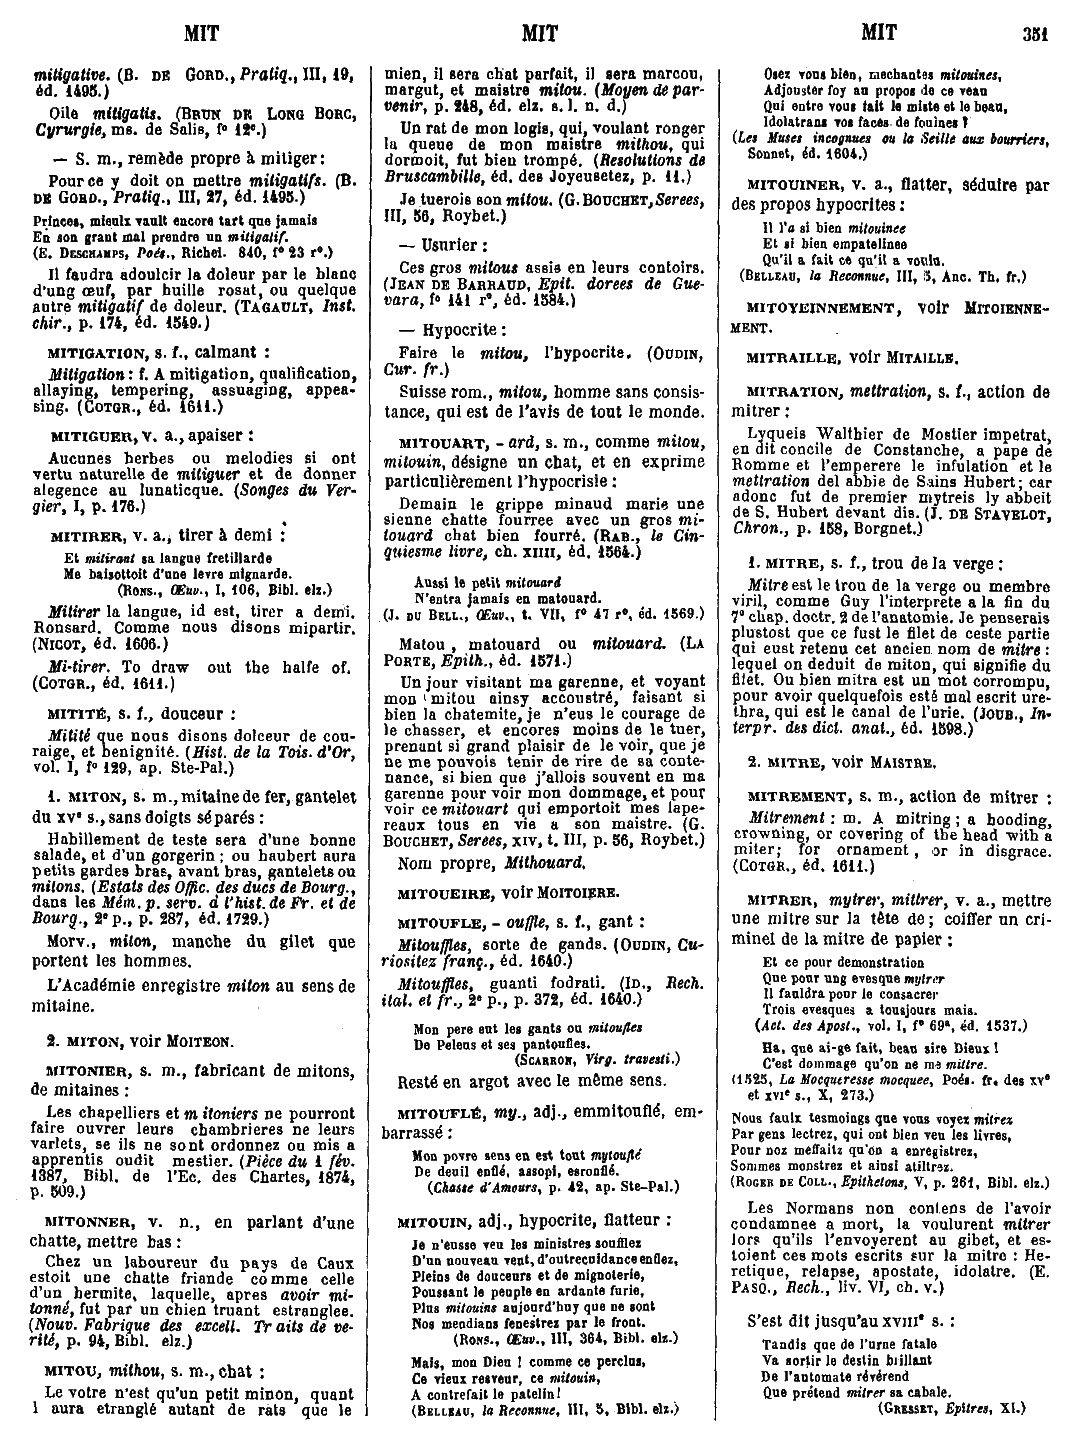 MIT
MIT
MIT
351
mitigative. (B. DE GORD., Pratiq., III, 19,
éd. 1495.)
Oile mitigatis. (BRUN DE LONG BORC,
Cyrurgie, ms. de Salis, fº 12ᵒ.)
— S. m., remède propre à mitiger:
Pour ce y doit on mettre mitigatifs. (B.
DE GORD., Pratiq., III, 27, éd. 1495.)
Princes, mieulx vault encore tart que jamais
En son grant mal prendre un mitigatif.
(E. DESCHAMPS, Poés., Richel. 840, fº 23 rº.)
Il faudra adoulcir la doleur par le blanc
d'ung œuf, par huille rosat, ou quelque
autre mitigatif de doleur. (TAGAULT, Inst.
chir., p. 174, éd. 1549.)
MITIGATION, s. f., calmant :
Mitigation: f. A mitigation, qualification,
allaying, tempering, assuaging, appea-
sing. (COTGR., éd. 1611.)
MITIGUER, v. a., apaiser :
Aucunes herbes ou melodies si ont
vertu naturelle de mitiguer et de donner
alegence au lunaticque. (Songes du Ver-
gier, I, p. 176.)
MITIRER, v. a., tirer à demi :
Et mitirant sa langue fretillarde
Me baisottoit d'une levre mignarde.
(RONS., Œuv., I, 106, Bibl. elz.)
Mitirer la langue, id est, tirer a demi.
Ronsard. Comme nous disons mipartir.
(NICOT, éd. 1606.)
Mi-tirer. To draw out the halfe of.
(COTGR., éd. 1611.)
MITITÉ, s. f., douceur :
Mitité que nous disons dolceur de cou-
raige, et benignité. (Hist. de la Tois. d'Or,
vol. I, fº 129, ap. Ste-Pal.)
1. MITON, s. m., mitaine de fer, gantelet
du XVᵉ s., sans doigts séparés :
Habillement de teste sera d'une bonne
salade, et d'un gorgerin ; ou haubert aura
petits gardes bras, avant bras, gantelets ou
mitons. (Estats des Offic. des ducs de Bourg.,
dans les Mém. p. serv. à l'hist. de Fr. et de
Bourg., 2ᵉ p., p. 287, éd. 1729.)
Morv., miton, manche du gilet que
portent les hommes.
L'Académie enregistre miton au sens de
mitaine.
2. MITON, voir MOITEON.
MITONIER, s. m., fabricant de mitons,
de mitaines :
Les chapelliers et m itoniers ne pourront
faire ouvrer leurs chambrieres ne leurs
varlets, se ils ne sont ordonnez ou mis a
apprentis oudit mestier. (Pièce du 1 fév.
1387, Bibl. de l'Ec. des Chartes, 1874,
p. 509.)
MITONNER, v. n., en parlant d'une
chatte, mettre bas :
Chez un laboureur du pays de Caux
estoit une chatte friande comme celle
d'un hermite, laquelle, apres avoir mi-
tonné, fut par un chien truant estranglee.
(Nouv. Fabrique des excell. Traits de ve-
rité, p. 94, Bibl. elz.)
MITOU, mithou, s. m., chat :
Le votre n'est qu'un petit minon, quant
l aura etranglé autant de rats que le
mien, il sera chat parfait, il sera marcou,
margut, et maistre mitou. (Moyen de par-
venir, p. 248, éd. elz. s. l. n. d.)
Un rat de mon logis, qui, voulant ronger
la queue de mon maistre mithou, qui
dormoit, fut bien trompé. (Resolutions de
Bruscambille, éd. des Joyeusetez, p. 11.)
Je tuerois son mitou. (G. BOUCHET, Serees,
III, 56, Roybet.)
— Usurier :
Ces gros mitous assis en leurs contoirs.
(JEAN DE BARRAUD, Epit. dorees de Gue-
vara, fº 141 rº, éd. 1584.)
— Hypocrite :
Faire le mitou, l'hypocrite. (OUDIN,
Cur. fr.)
Suisse rom., mitou, homme sans consis-
tance, qui est de l'avis de tout le monde.
MITOUART, - ard, s. m., comme mitou,
mitouin, désigne un chat, et en exprime
particulièrement l'hypocrisie :
Demain le grippe minaud marie une
sienne chatte fourree avec un gros mi-
touard chat bien fourré. (RAB., le Cin-
quiesme livre, ch. XIIII, éd. 1564.)
Aussi le petit mitouard
N'entra jamais en matouard.
(J. DU BELL., Œuv., t. VII, fº 47 rº, éd. 1569.)
Matou, matouard ou mitouard. (LA
PORTE, Epith., éd. 1571.)
Un jour visitant ma garenne, et voyant
mon mitou ainsy accoustré, faisant si
bien la chatemite, je n'eus le courage de
le chasser, et encores moins de le tuer,
prenant si grand plaisir de le voir, que je
ne me pouvois tenir de rire de sa conte-
nance, si bien que j'allois souvent en ma
garenne pour voir mon dommage, et pour
voir ce mitouart qui emportoit mes lape-
reaux tous en vie a son maistre. (G.
BOUCHET, Serees, XIV, t. III, p. 56, Roybet.)
Nom propre, Mithouard.
MITOUEIRE, voir MOITOIERE.
MITOUFLE, - ouffle, s. f., gant :
Mitouffles, sorte de gands. (OUDIN, Cu-
riositez franç., éd. 1640.)
Mitouffles, guanti fodrati. (ID., Rech.
ital. et fr., 2ᵉ p., p. 372, éd. 1640.)
Mon pere eut les gants ou mitoufles
De Peleus et ses pantoufles.
(SCARRON, Virg. travesti.)
Resté en argot avec le même sens.
MITOUFLÉ, my., adj., emmitouflé, em-
barrassé :
Mon povre sens en est tout mytouflé
De deuil enflé, assopi, esronflé.
(Chasse d'Amours, p. 42, ap. Ste-Pal.)
MITOUIN, adj., hypocrite, flatteur :
Je n'eusse veu les ministres soufflez
D'un nouveau vent, d'outrecuidance enflez,
Pleins de douceurs et de mignoterie,
Poussant le peuple en ardante furie,
Plus mitouins aujourd'huy que ne sont
Nos mendians fenestrez par le front.
(RONS., Œuv., III, 364, Bibl. elz.)
Mais, mon Dieu ! comme ce perclus,
Ce vieux resveur, ce mitouin,
A contrefait le patelin!
(BELLEAU, la Reconnue, III, 5, Bibl. elz.)
Osez vous bien, mechantes mitouines,
Adjouster foy au propos de ce veau
Qui entre vous fait le miste et le beau,
Idolatrans vos faces de fouines ?
(Les Muses incognues ou la Seille aux bourriers,
Sonnet, éd. 1604.)
MITOUINER, v. a., flatter, séduire par
des propos hypocrites :
Il l'a si bien mitouinee
Et si bien empatelinee
Qu'il a fait ce qu'il a voulu.
(BELLEAU, la Reconnue, III, 5, Anc. Th. fr.)
MITOYEINNEMENT, voir MITOIENNE-
MENT.
MITRAILLE, voir MITAILLE.
MITRATION, mettration, s. f., action de
mitrer :
Lyqueis Walthier de Mostier impetrat,
en dit concile de Constanche, a pape de
Romme et l'emperere le infulation et le
mettration del abbie de Sains Hubert; car
adonc fut de premier mytreis ly abbeit
de S. Hubert devant dis. (J. DE STAVELOT,
Chron., p. 158, Borgnet.)
1. MITRE, s. f., trou de la verge :
Mitre est le trou de la verge ou membre
viril, comme Guy l'interprete a la fin du
7ᵉ chap. doctr. 2 de l'anatomie. Je penserais
plustost que ce fust le filet de ceste partie
qui eust retenu cet ancien nom de mitre :
lequel on deduit de miton, qui signifie du
filet. Ou bien mitra est un mot corrompu,
pour avoir quelquefois esté mal escrit ure-
thra, qui est le canal de l'urie. (JOUB., In-
terpr. des dict. anat., éd. 1598.)
2. MITRE, voir MAISTRE.
MITREMENT, s. m., action de mitrer :
Mitrement : m. A mitring ; a hooding,
crowning, or covering of the head with a
miter; for ornament, or in disgrace.
(COTGR., éd. 1611.)
MITRER, mytrer, mittrer, v. a., mettre
une mitre sur la tête de ; coiffer un cri-
minel de la mitre de papier :
Et ce pour demonstration
Que pour ung evesque mytrer
Il fauldra pour le consacrer
Trois evesques a tousjours mais.
(Act. des Apost., vol. I, fº 69ᵃ, éd. 1537.)
Ha, que ai-ge fait, beau sire Dieux !
C'est dommage qu'on ne me mittre.
(1525, La Mocqueresse mocquee, Poés. fr. des XVᵉ
et XVIᵉ s., X, 273.)
Nous faulx tesmoings que vous voyez mitrez
Par gens lectrez, qui ont bien veu les livres,
Pour noz meffaitz qu'on a enregistrez,
Sommes monstrez et ainsi atiltrez.
(ROGER DE COLL., Epithetons, V, p. 261, Bibl. elz.)
Les Normans non contens de l'avoir
condamnee a mort, la voulurent mitrer
lors qu'ils l'envoyerent au gibet, et es-
toient ces mots escrits sur la mitre : He-
retique, relapse, apostate, idolatre. (E.
PASQ., Rech., liv. VI, ch. V.)
S'est dit jusqu'au XVIIIᵉ s. :
Tandis que de l'urne fatale
Va sortir le destin brillant
De l'automate révérend
Que prétend mitrer sa cabale.
(GRESSET, Epitres, XI.)